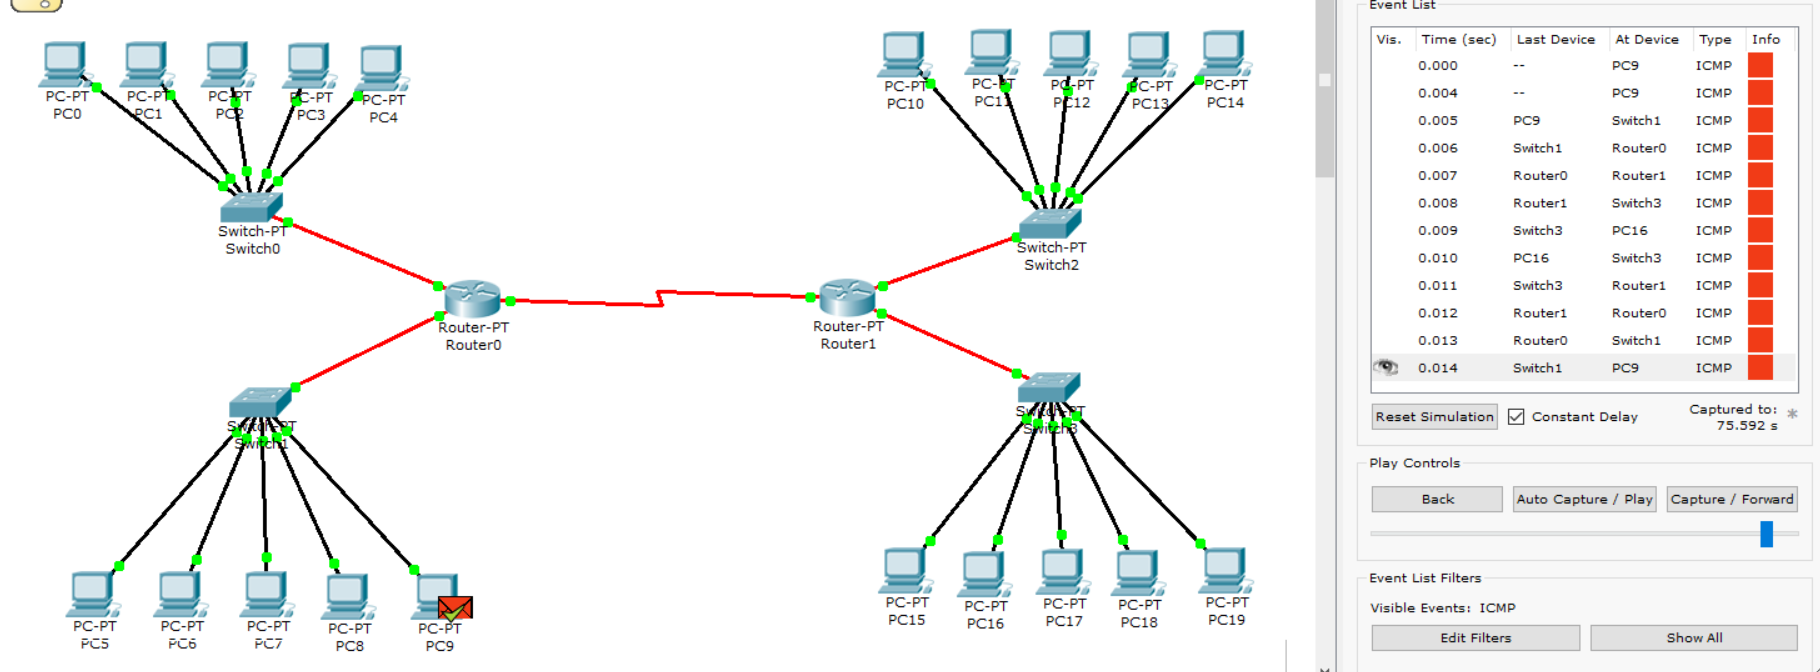 PC-PT
PC0
PC-PT
PC1
PC-PT
PC2
PC-PT
PC3
PC-PT
PC4
PC-PT
PC10
PC-PT
PC11
PC-PT
PC12
PC-PT
PC13
PC-PT
PC14
Switch-PT
Switch0
Switch-PT
Switch2
Router-PT
Router0
Router-PT
Router1
Switch-PT
Switch1
Switch-PT
Switch3
PC-PT
PC5
PC-PT
PC6
PC-PT
PC7
PC-PT
PC8
PC-PT
PC9
PC-PT
PC15
PC-PT
PC16
PC-PT
PC17
PC-PT
PC18
PC-PT
PC19
Event List
Vis. Time (sec) Last Device At Device Type Info
0.000 -- PC9 ICMP
0.004 -- PC9 ICMP
0.005 PC9 Switch1 ICMP
0.006 Switch1 Router0 ICMP
0.007 Router0 Router1 ICMP
0.008 Router1 Switch3 ICMP
0.009 Switch3 PC16 ICMP
0.010 PC16 Switch3 ICMP
0.011 Switch3 Router1 ICMP
0.012 Router1 Router0 ICMP
0.013 Router0 Switch1 ICMP
0.014 Switch1 PC9 ICMP
Reset Simulation Constant Delay Captured to: *
75.592 s
Play Controls
Back Auto Capture / Play Capture / Forward
Event List Filters
Visible Events: ICMP
Edit Filters Show All